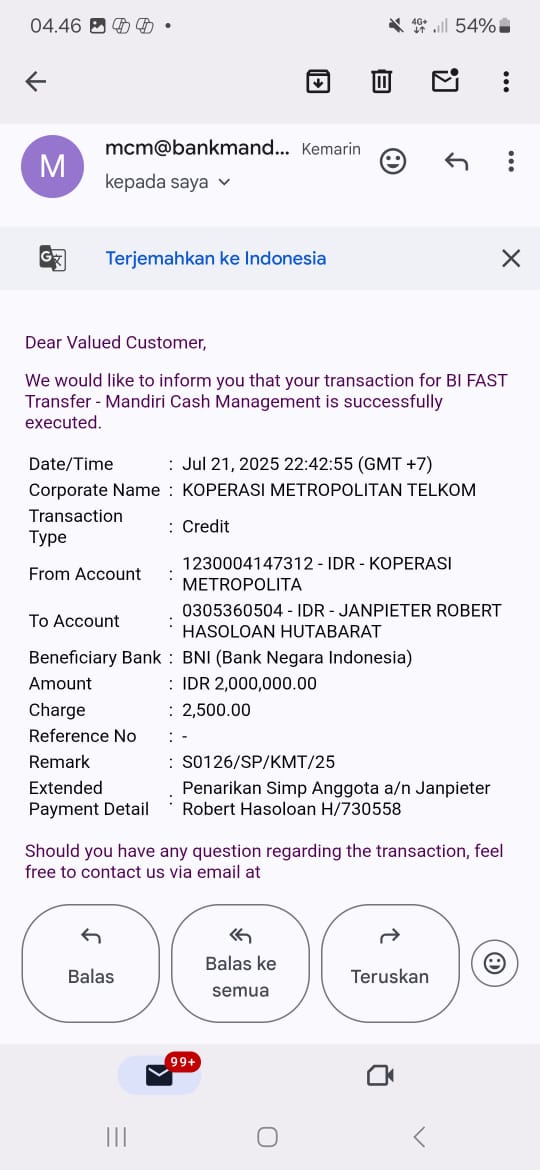 04.46
4G+
54%
mcm@bankmand... Kemarin
M
kepada saya
Terjemahkan ke Indonesia
Dear Valued Customer,
We would like to inform you that your transaction for BI FAST
Transfer - Mandiri Cash Management is successfully
executed.
Date/Time : Jul 21, 2025 22:42:55 (GMT +7)
Corporate Name : KOPERASI METROPOLITAN TELKOM
Transaction
Type : Credit
From Account : 1230004147312 - IDR - KOPERASI
METROPOLITA
To Account : 0305360504 - IDR - JANPIETER ROBERT
HASOLOAN HUTABARAT
Beneficiary Bank : BNI (Bank Negara Indonesia)
Amount : IDR 2,000,000.00
Charge : 2,500.00
Reference No : -
Remark : S0126/SP/KMT/25
Extended
Payment Detail : Penarikan Simp Anggota a/n Janpieter
Robert Hasoloan H/730558
Should you have any question regarding the transaction, feel
free to contact us via email at
Balas
Balas ke
semua
Teruskan
99+